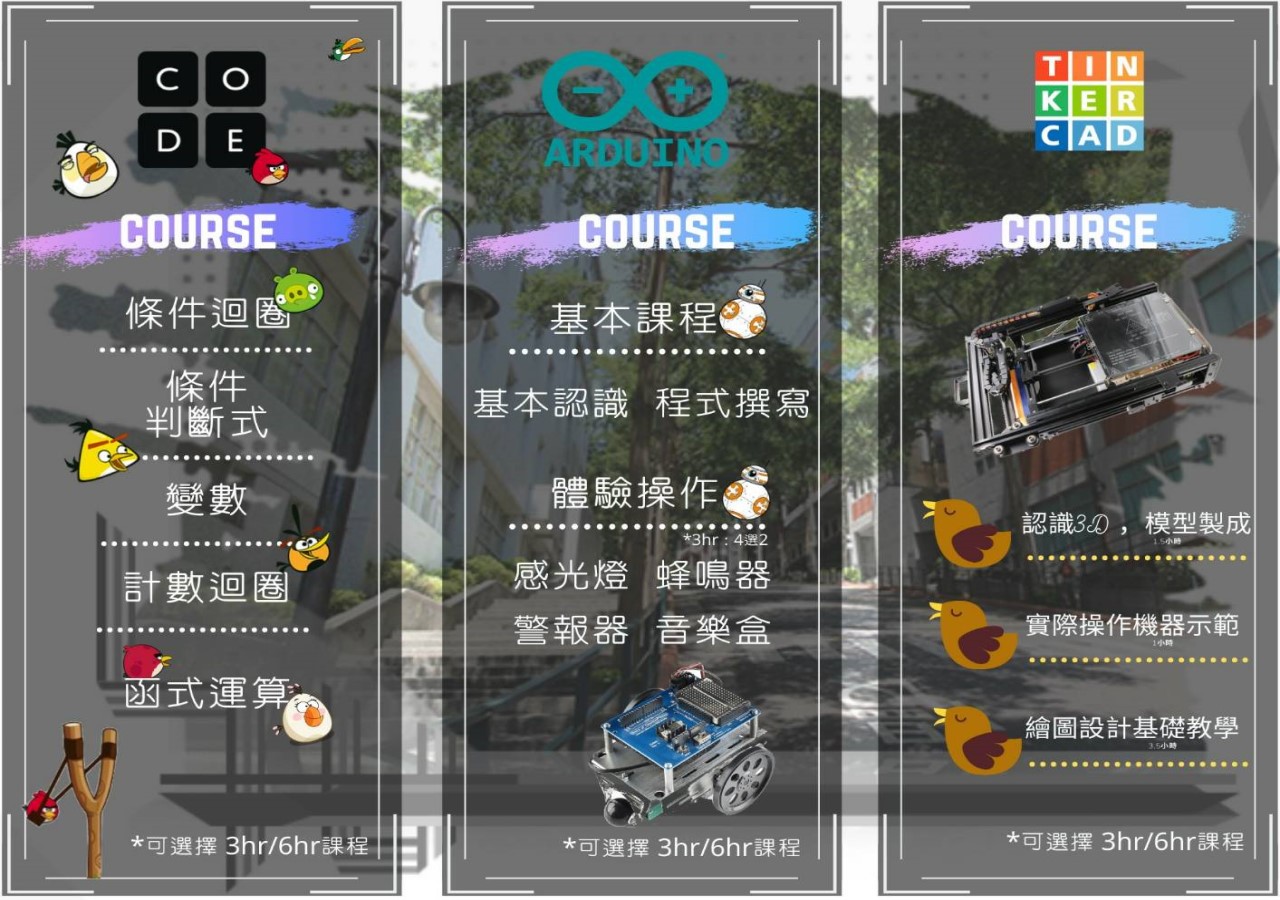 CODE
COURSE
條件迴圈
條件
判斷式
變數
計數迴圈
函式運算
*可選擇 3hr/6hr課程
ARDUINO
COURSE
基本課程
基本認識 程式撰寫
體驗操作
*3hr：4選2
感光燈 蜂鳴器
警報器 音樂盒
*可選擇 3hr/6hr課程
TINKERCAD
COURSE
認識3D，模型製成
1.5小時
實際操作機器示範
1小時
繪圖設計基礎教學
3.5小時
*可選擇 3hr/6hr課程